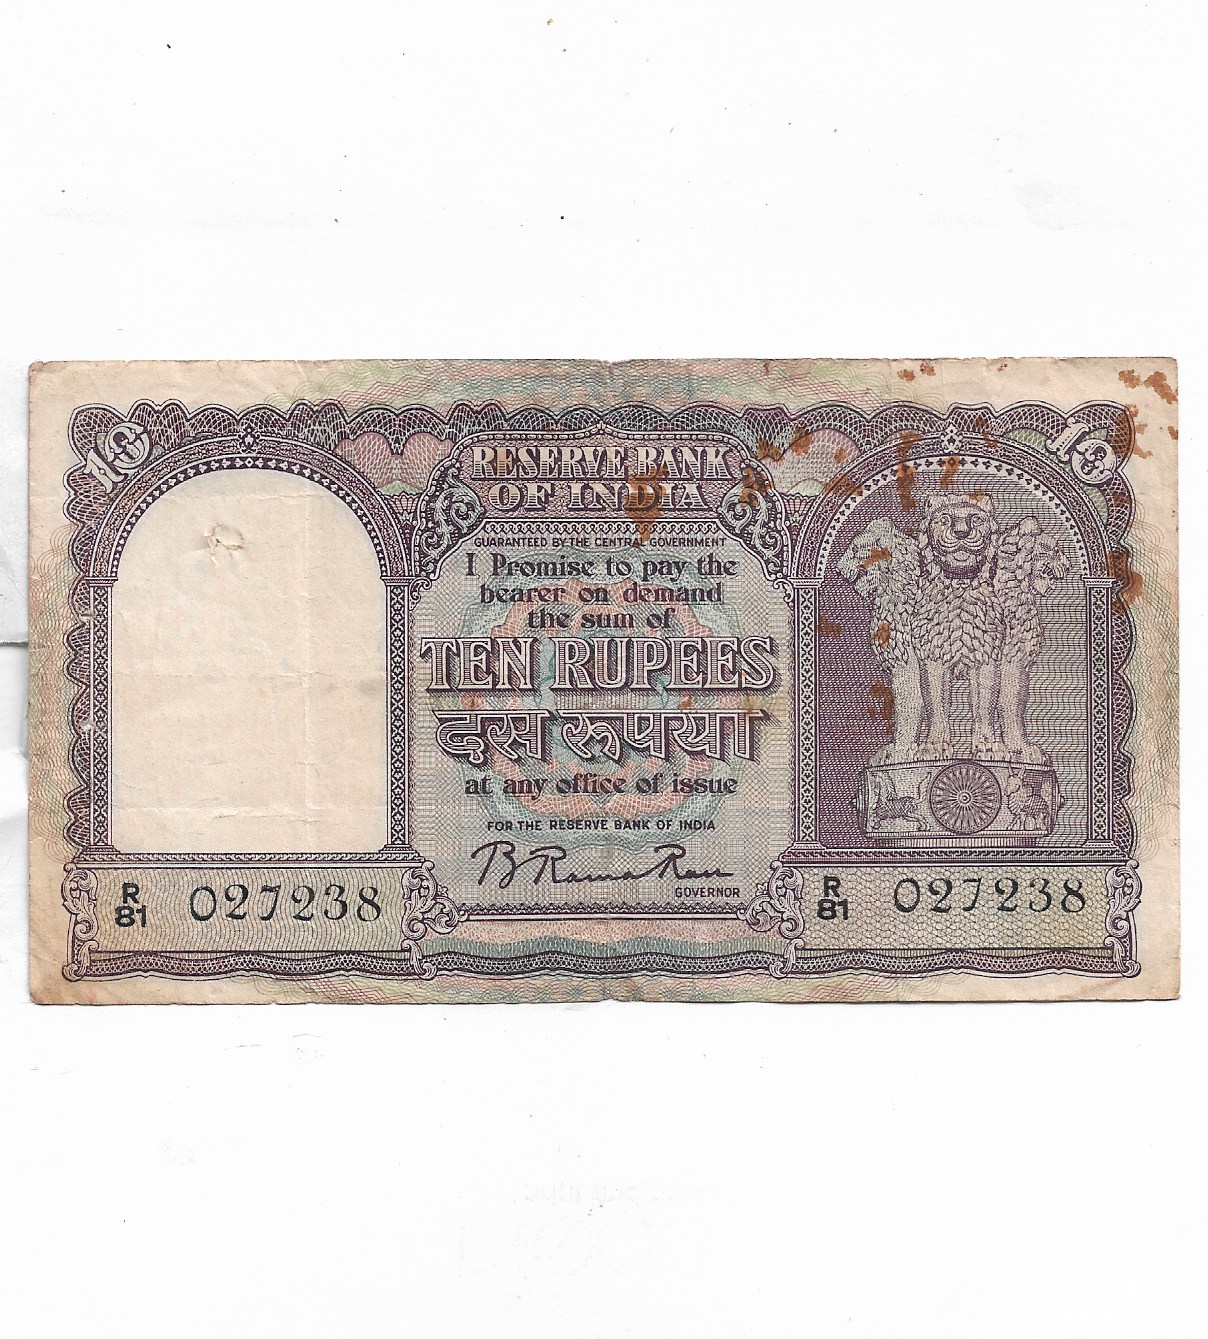 10
10
RESERVE BANK
OF INDIA
GUARANTEED BY THE CENTRAL GOVERNMENT
I Promise to pay the
bearer on demand
the sum of
TEN RUPEES
दस रूपया
at any office of issue
FOR THE RESERVE BANK OF INDIA
B Rama Rau
GOVERNOR
R
81 027238
R
81 027238